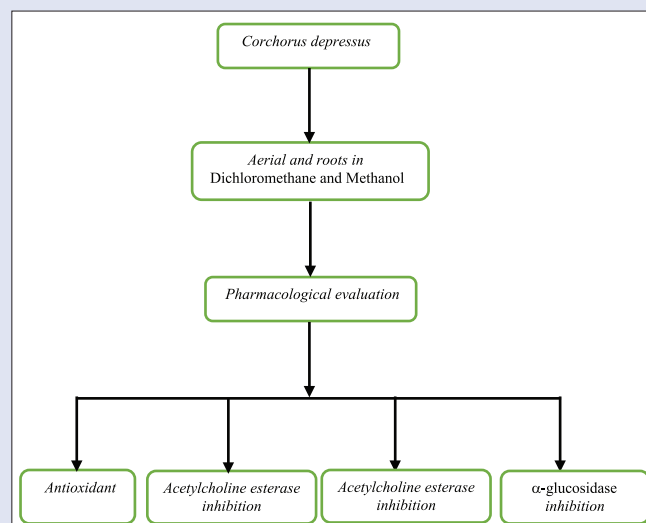 Corchorus depressus
Aerial and roots in
Dichloromethane and Methanol
Pharmacological evaluation
Antioxidant
Acetylcholine esterase
inhibition
Acetylcholine esterase
inhibition
α-glucosidase
inhibition